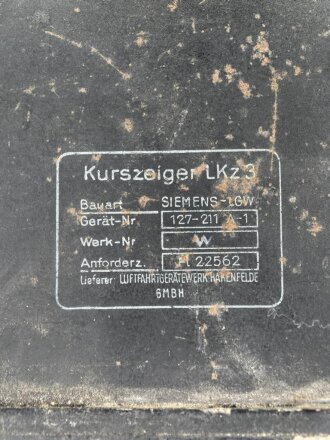 Kurszeiger LKz 3
Bauart SIEMENS-LGW
Gerät-Nr. 127-211 A-1
Werk-Nr W
Anforderz. Fl 22562
Lieferer: LUFTFAHRTGERÄTEWERK HAKENFELDE
GMBH